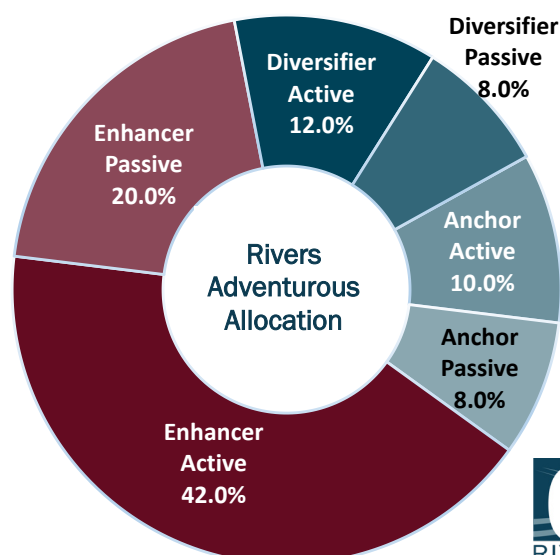 Diversifier
Passive
8.0%
Diversifier
Active
12.0%
Enhancer
Passive
20.0%
Anchor
Active
10.0%
Rivers
Adventurous
Allocation
Anchor
Passive
8.0%
Enhancer
Active
42.0%